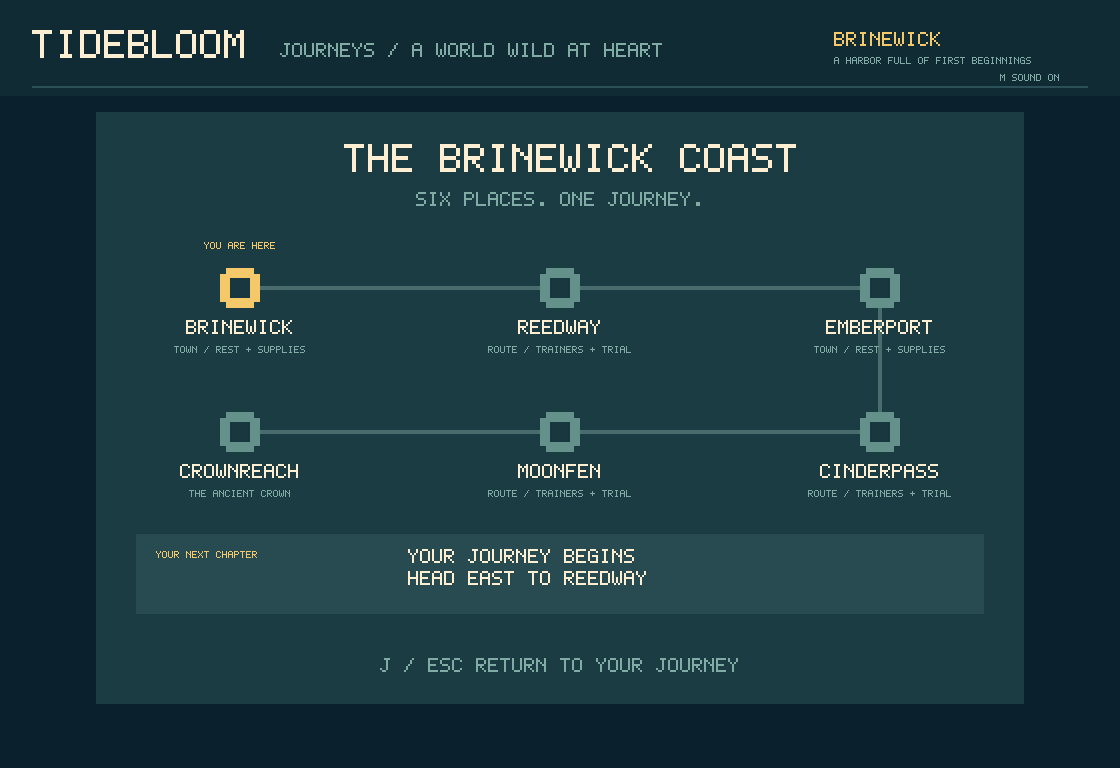 TIDEBLOOM
JOURNEYS / A WORLD WILD AT HEART
BRINEWICK
A HARBOR FULL OF FIRST BEGINNINGS
M SOUND ON
THE BRINEWICK COAST
SIX PLACES. ONE JOURNEY.
YOU ARE HERE
BRINEWICK
TOWN / REST + SUPPLIES
REEDWAY
ROUTE / TRAINERS + TRIAL
EMBERPORT
TOWN / REST + SUPPLIES
CROWNREACH
THE ANCIENT CROWN
MOONFEN
ROUTE / TRAINERS + TRIAL
CINDERPASS
ROUTE / TRAINERS + TRIAL
YOUR NEXT CHAPTER
YOUR JOURNEY BEGINS
HEAD EAST TO REEDWAY
J / ESC RETURN TO YOUR JOURNEY